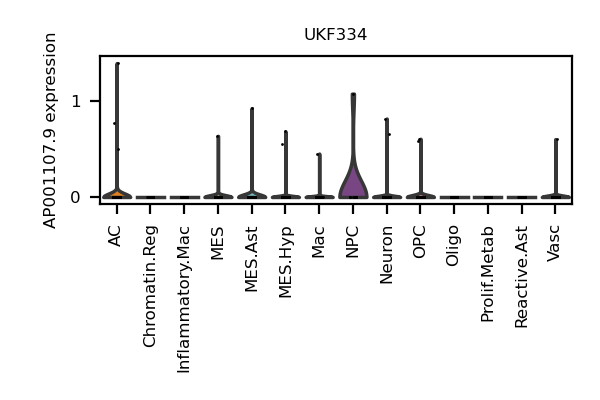 UKF334
AP001107.9 expression
1
0
AC
Chromatin.Reg
Inflammatory.Mac
MES
MES.Ast
MES.Hyp
Mac
NPC
Neuron
OPC
Oligo
Prolif.Metab
Reactive.Ast
Vasc